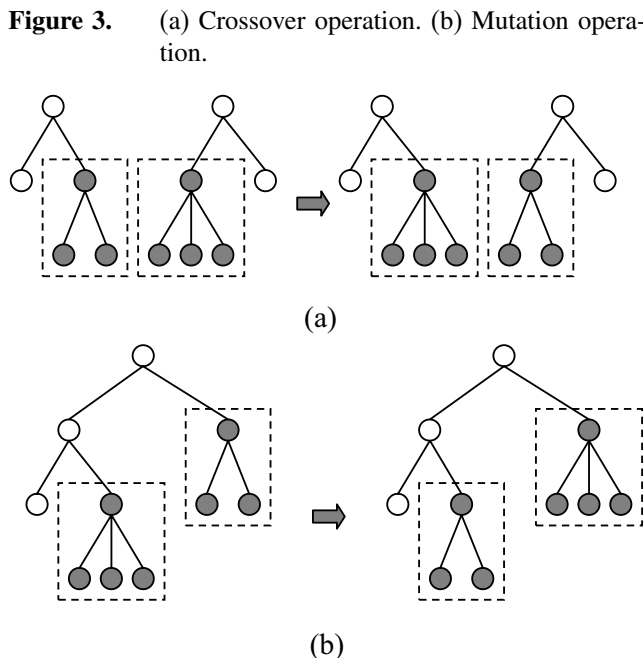 Figure 3. (a) Crossover operation. (b) Mutation opera-
tion.
(a)
(b)